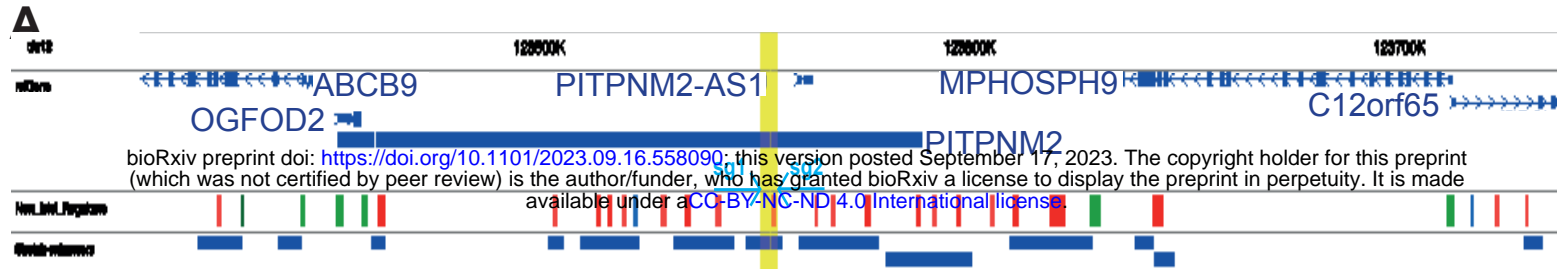 A
ABCB9 PITPNM2-AS1 MPHOSPH9
OGFOD2 C12orf65
PITPNM2
bioRxiv preprint doi: https://doi.org/10.1101/2023.09.16.558090; this version posted September 17, 2023. The copyright holder for this preprint
sg1 sg2
(which was not certified by peer review) is the author/funder, who has granted bioRxiv a license to display the preprint in perpetuity. It is made
available under aCC-BY-NC-ND 4.0 International license.